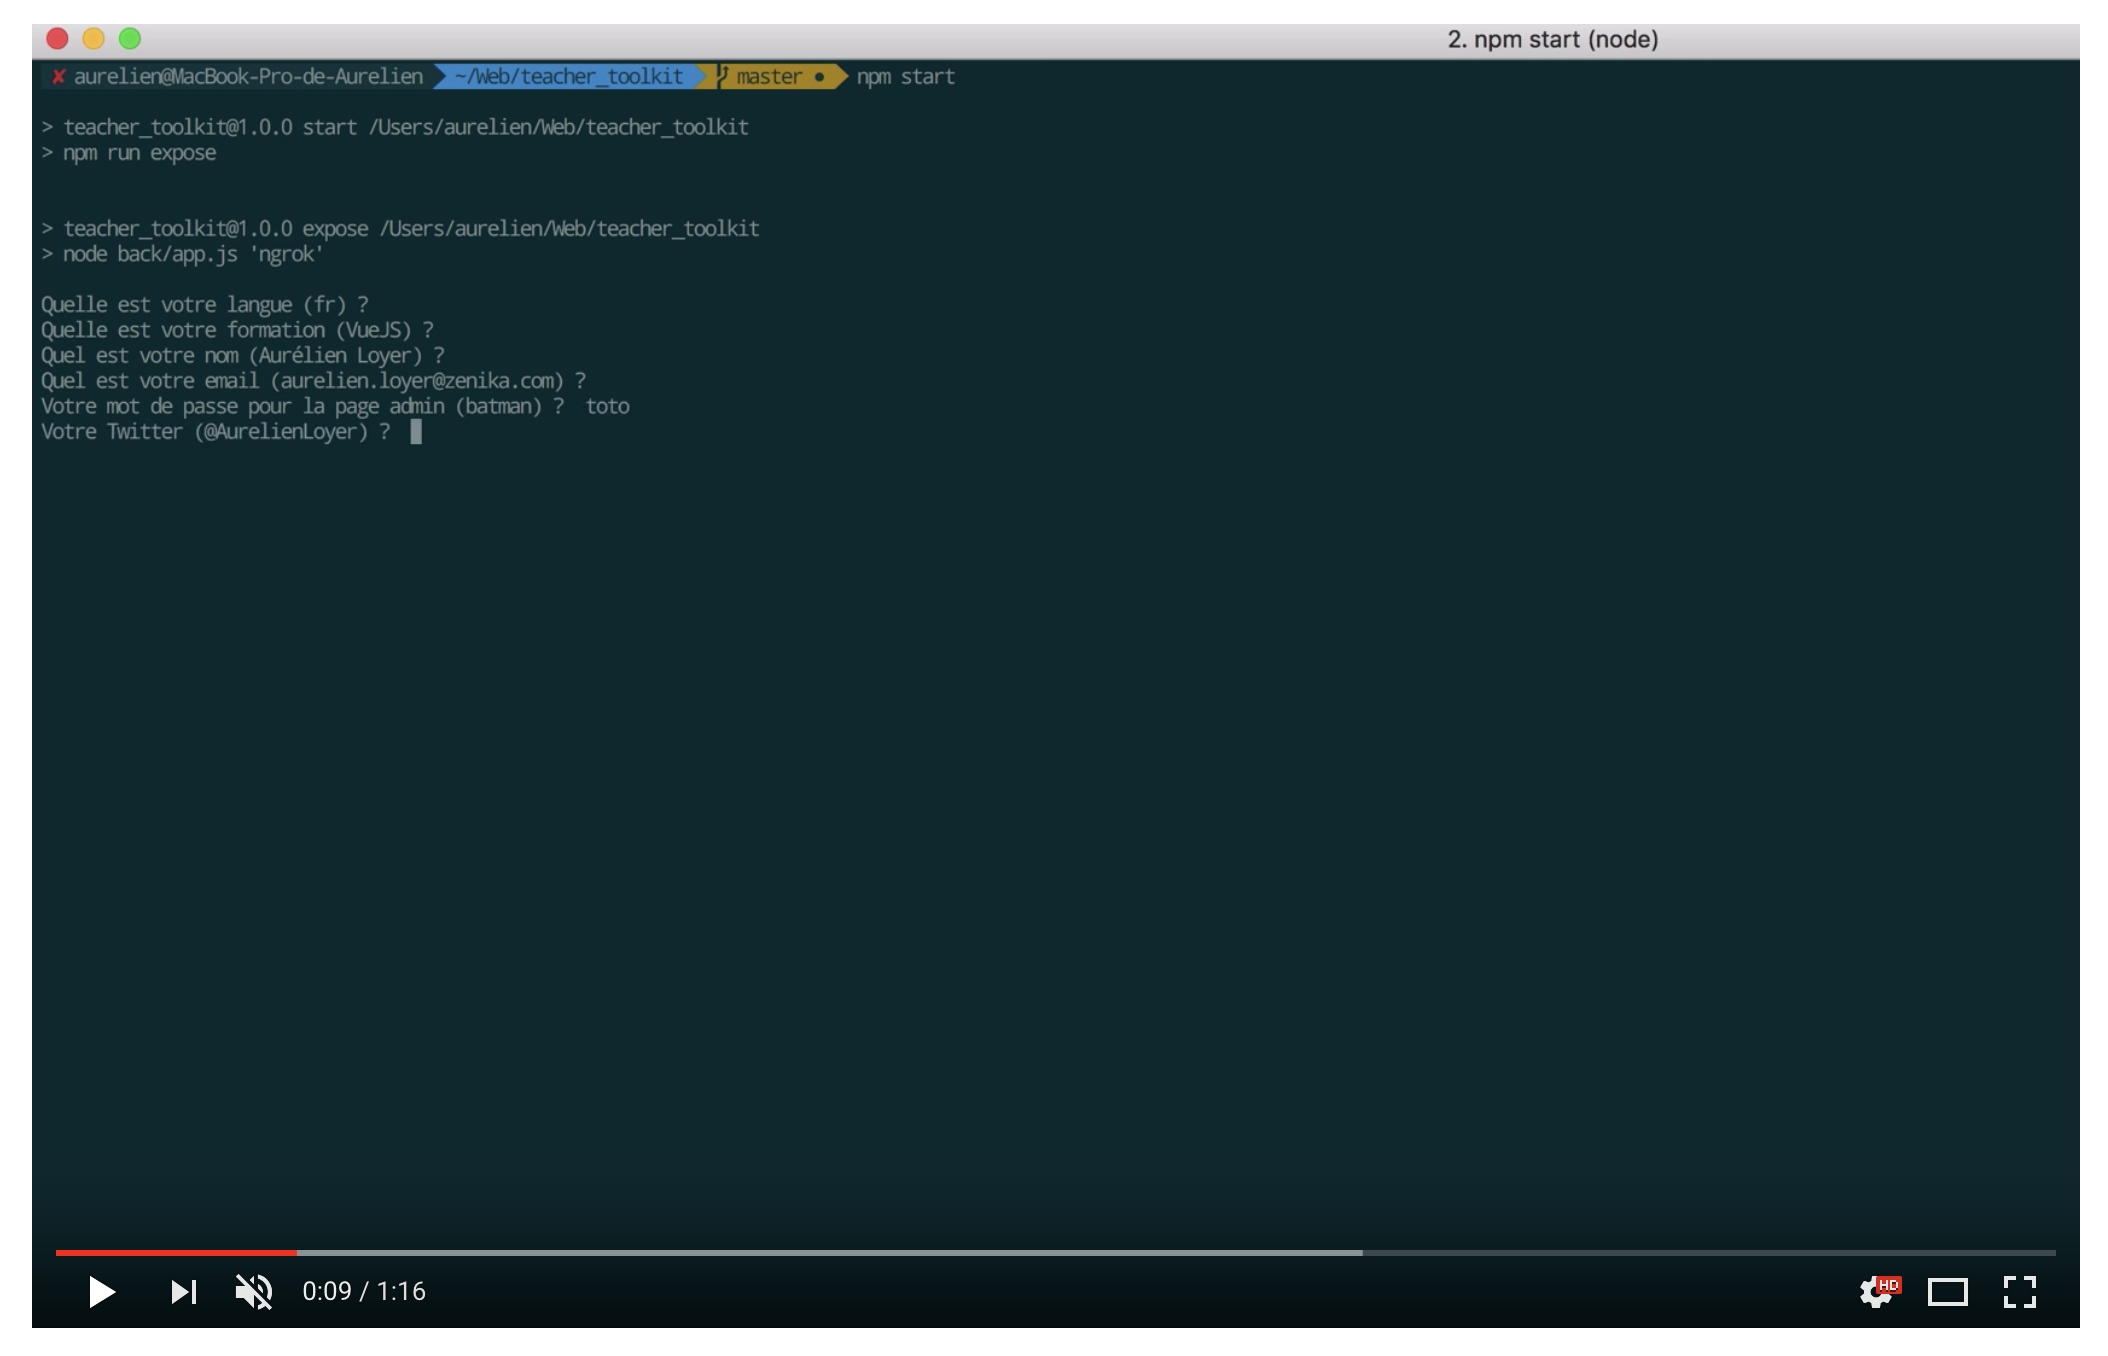 2. npm start (node)
✘ aurelien@MacBook-Pro-de-Aurelien ~/Web/teacher_toolkit master ● npm start
> teacher_toolkit@1.0.0 start /Users/aurelien/Web/teacher_toolkit
> npm run expose
> teacher_toolkit@1.0.0 expose /Users/aurelien/Web/teacher_toolkit
> node back/app.js 'ngrok'
Quelle est votre langue (fr) ?
Quelle est votre formation (VueJS) ?
Quel est votre nom (Aurélien Loyer) ?
Quel est votre email (aurelien.loyer@zenika.com) ?
Votre mot de passe pour la page admin (batman) ?  toto
Votre Twitter (@AurelienLoyer) ?
0:09 / 1:16
HD